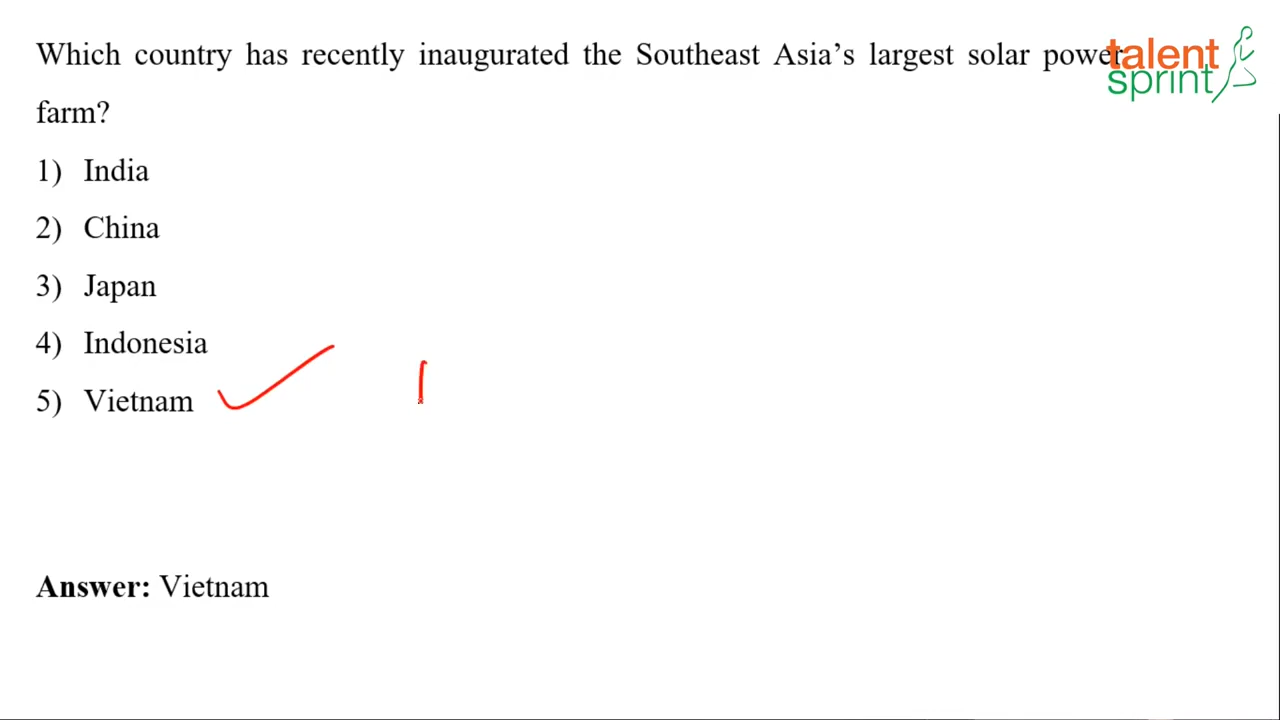 Which country has recently inaugurated the Southeast Asia's largest solar power
farm?
talent
sprint
1) India
2) China
3) Japan
4) Indonesia
5) Vietnam
Answer: Vietnam